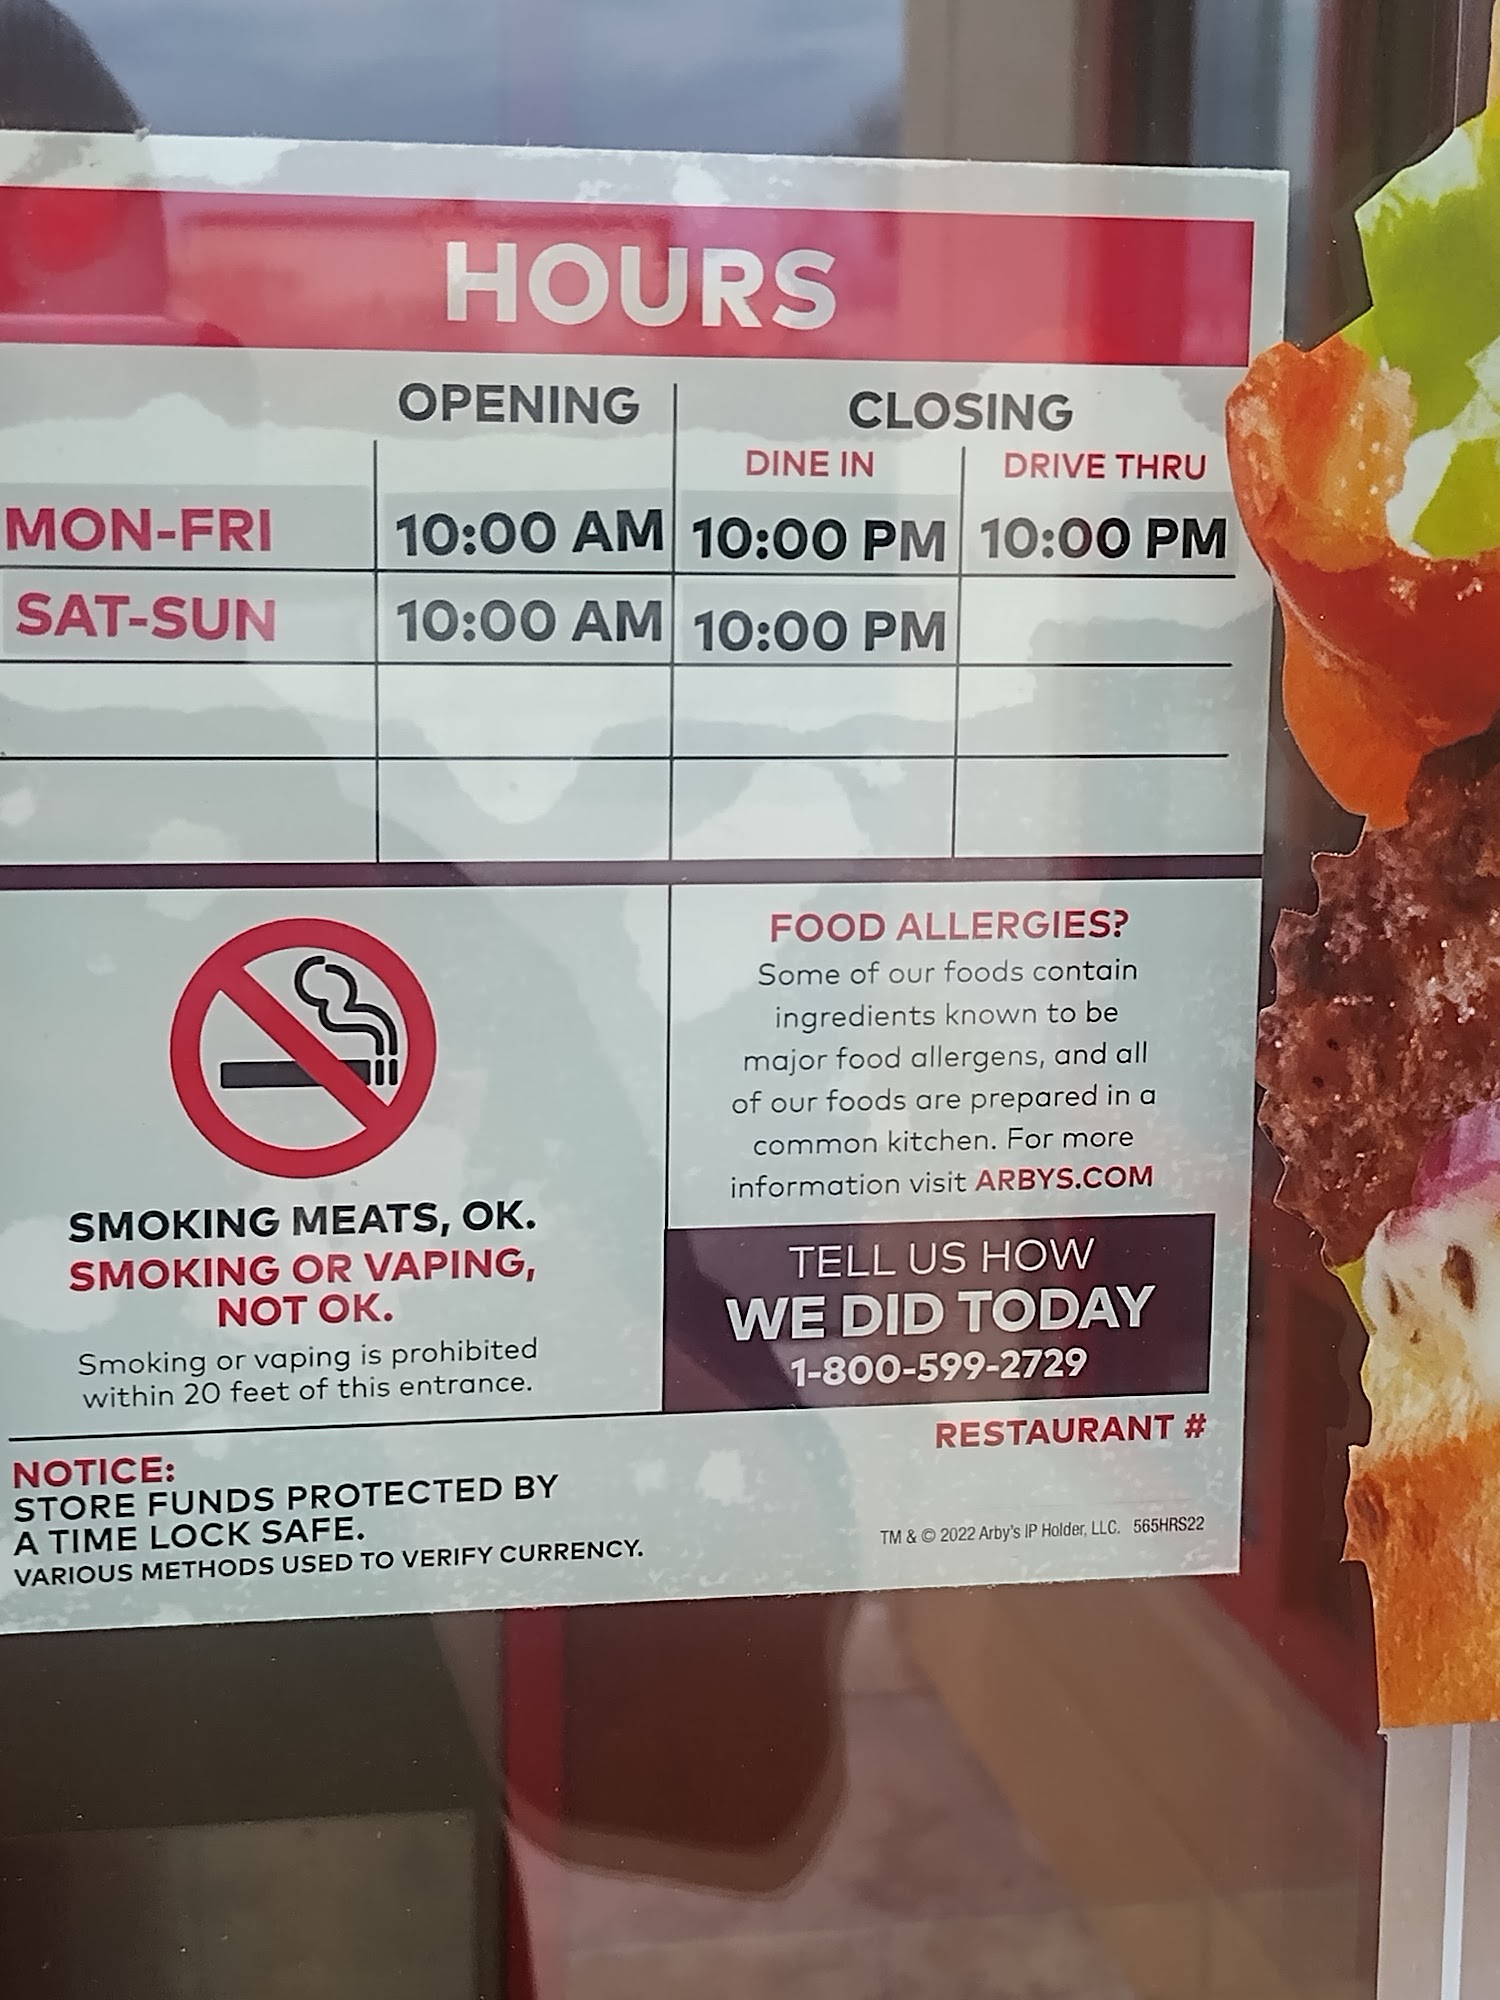 HOURS
OPENING CLOSING
DINE IN DRIVE THRU
MON-FRI 10:00 AM 10:00 PM 10:00 PM
SAT-SUN 10:00 AM 10:00 PM
SMOKING MEATS, OK.
SMOKING OR VAPING,
NOT OK.
Smoking or vaping is prohibited
within 20 feet of this entrance.
FOOD ALLERGIES?
Some of our foods contain
ingredients known to be
major food allergens, and all
of our foods are prepared in a
common kitchen. For more
information visit ARBYS.COM
TELL US HOW
WE DID TODAY
1-800-599-2729
RESTAURANT #
NOTICE:
STORE FUNDS PROTECTED BY
A TIME LOCK SAFE.
VARIOUS METHODS USED TO VERIFY CURRENCY.
TM & © 2022 Arby's IP Holder, LLC. 565HRS22